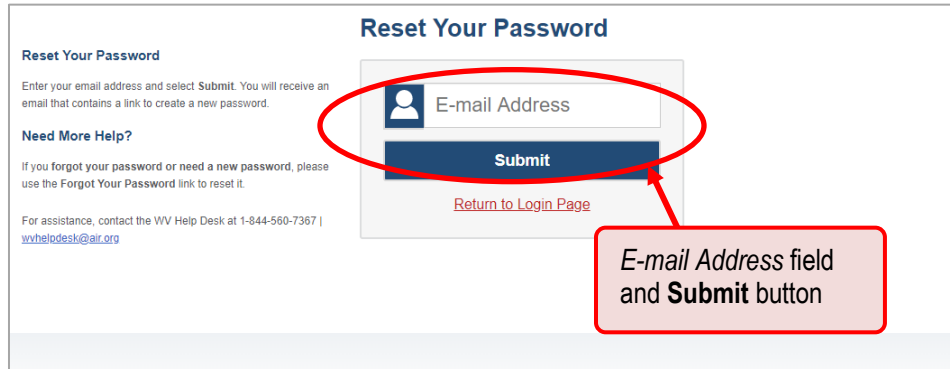 Reset Your Password
Reset Your Password
Enter your email address and select Submit. You will receive an
email that contains a link to create a new password.
Need More Help?
If you forgot your password or need a new password, please
use the Forgot Your Password link to reset it.
For assistance, contact the WV Help Desk at 1-844-560-7367 |
wvhelpdesk@air.org
E-mail Address
Submit
Return to Login Page
E-mail Address field
and Submit button